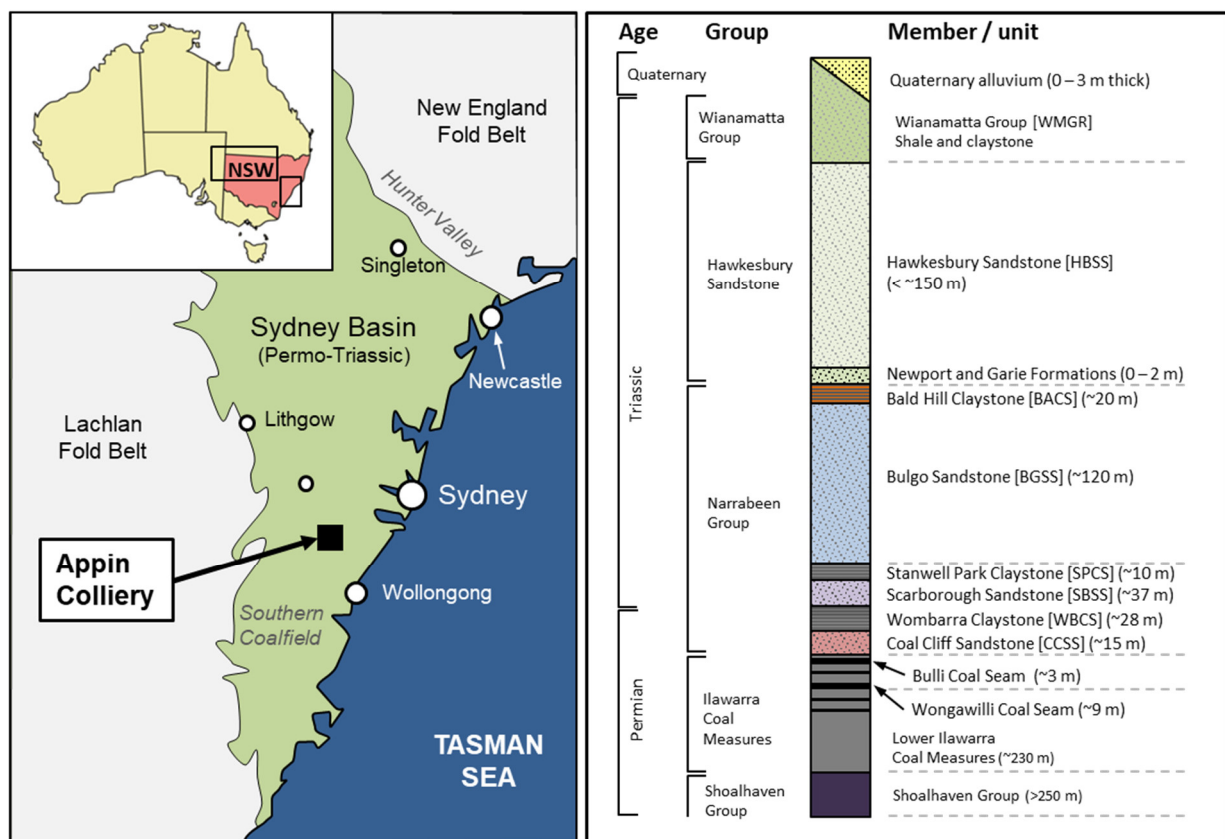 NSW
New England
Fold Belt
Hunter Valley
Singleton
Sydney Basin
(Permo-Triassic)
Newcastle
Lachlan
Fold Belt
Lithgow
Sydney
Appin
Colliery
Wollongong
Southern
Coalfield
TASMAN
SEA
Age
Group
Member / unit
Quaternary
Quaternary alluvium (0 – 3 m thick)
Wianamatta
Group
Wianamatta Group [WMGR]
Shale and claystone
Triassic
Hawkesbury
Sandstone
Hawkesbury Sandstone [HBSS]
(< ~150 m)
Newport and Garie Formations (0 – 2 m)
Bald Hill Claystone [BACS] (~20 m)
Narrabeen
Group
Bulgo Sandstone [BGSS] (~120 m)
Stanwell Park Claystone [SPCS] (~10 m)
Scarborough Sandstone [SBSS] (~37 m)
Wombarra Claystone [WBCS] (~28 m)
Coal Cliff Sandstone [CCSS] (~15 m)
Permian
Ilawarra
Coal
Measures
Bulli Coal Seam (~3 m)
Wongawilli Coal Seam (~9 m)
Lower Ilawarra
Coal Measures (~230 m)
Shoalhaven
Group
Shoalhaven Group (>250 m)